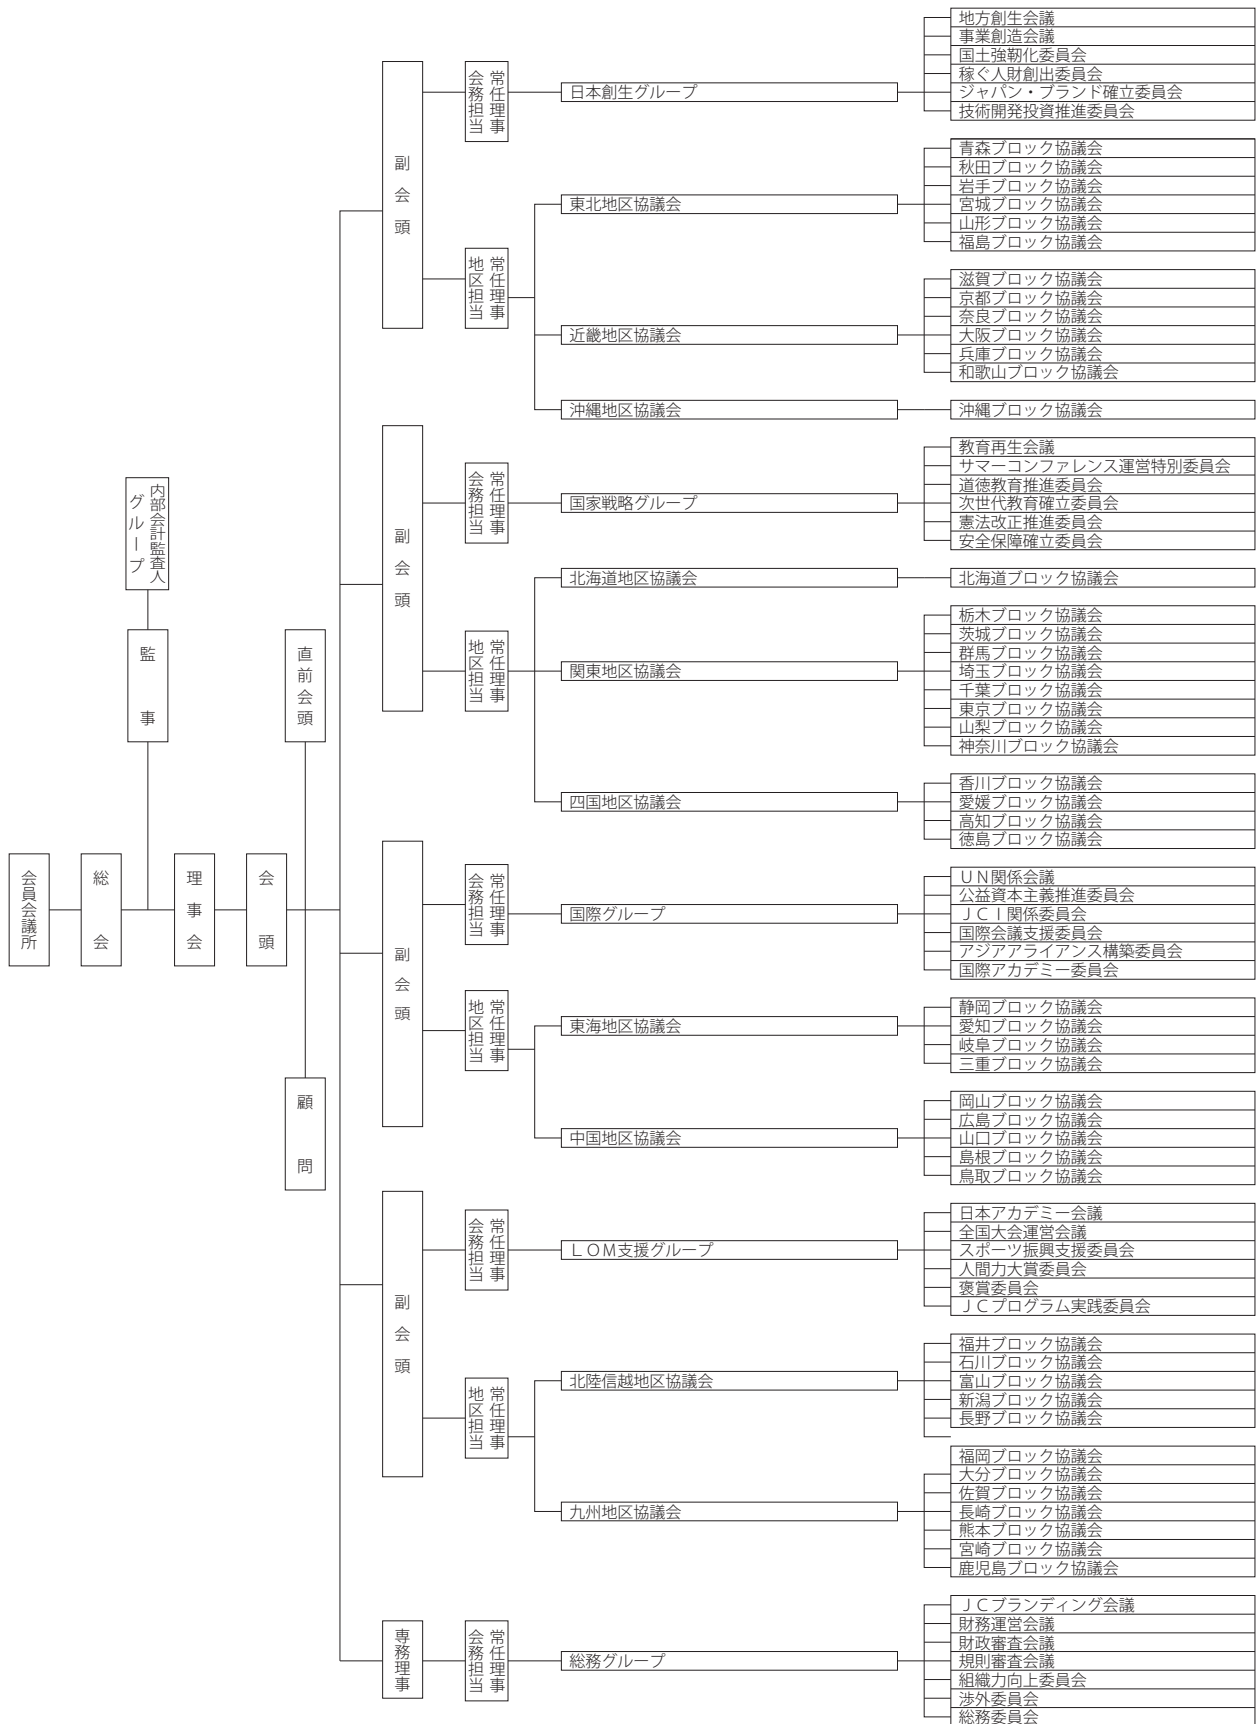 会員会議所
総会
内部会計監査人グループ
監事
理事会
会頭
直前会頭
顧問
副会頭
常任理事会務担当
日本創生グループ
地方創生会議
事業創造会議
国土強靭化委員会
稼ぐ人財創出委員会
ジャパン・ブランド確立委員会
技術開発投資推進委員会
常任理事地区担当
東北地区協議会
青森ブロック協議会
秋田ブロック協議会
岩手ブロック協議会
宮城ブロック協議会
山形ブロック協議会
福島ブロック協議会
近畿地区協議会
滋賀ブロック協議会
京都ブロック協議会
奈良ブロック協議会
大阪ブロック協議会
兵庫ブロック協議会
和歌山ブロック協議会
沖縄地区協議会
沖縄ブロック協議会
副会頭
常任理事会務担当
国家戦略グループ
教育再生会議
サマーコンファレンス運営特別委員会
道徳教育推進委員会
次世代教育確立委員会
憲法改正推進委員会
安全保障確立委員会
常任理事地区担当
北海道地区協議会
北海道ブロック協議会
関東地区協議会
栃木ブロック協議会
茨城ブロック協議会
群馬ブロック協議会
埼玉ブロック協議会
千葉ブロック協議会
東京ブロック協議会
山梨ブロック協議会
神奈川ブロック協議会
四国地区協議会
香川ブロック協議会
愛媛ブロック協議会
高知ブロック協議会
徳島ブロック協議会
副会頭
常任理事会務担当
国際グループ
ＵＮ関係会議
公益資本主義推進委員会
ＪＣＩ関係委員会
国際会議支援委員会
アジアアライアンス構築委員会
国際アカデミー委員会
常任理事地区担当
東海地区協議会
静岡ブロック協議会
愛知ブロック協議会
岐阜ブロック協議会
三重ブロック協議会
中国地区協議会
岡山ブロック協議会
広島ブロック協議会
山口ブロック協議会
島根ブロック協議会
鳥取ブロック協議会
副会頭
常任理事会務担当
ＬＯＭ支援グループ
日本アカデミー会議
全国大会運営会議
スポーツ振興支援委員会
人間力大賞委員会
褒賞委員会
ＪＣプログラム実践委員会
常任理事地区担当
北陸信越地区協議会
福井ブロック協議会
石川ブロック協議会
富山ブロック協議会
新潟ブロック協議会
長野ブロック協議会
九州地区協議会
福岡ブロック協議会
大分ブロック協議会
佐賀ブロック協議会
長崎ブロック協議会
熊本ブロック協議会
宮崎ブロック協議会
鹿児島ブロック協議会
専務理事
常任理事会務担当
総務グループ
ＪＣブランディング会議
財務運営会議
財政審査会議
規則審査会議
組織力向上委員会
渉外委員会
総務委員会